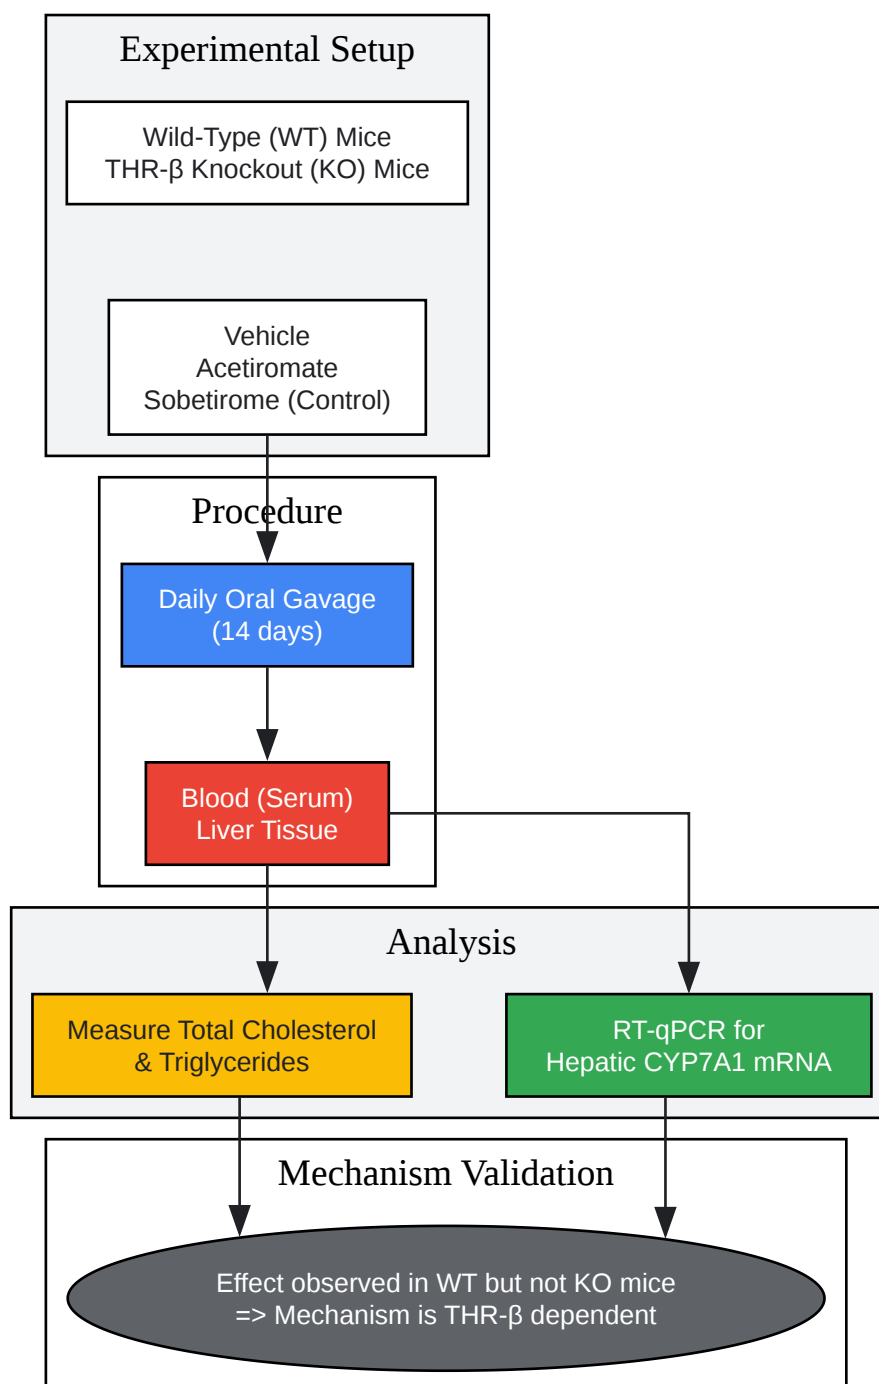 Experimental Setup
Wild-Type (WT) Mice
THR-β Knockout (KO) Mice
Vehicle
Acetiromate
Sobetirome (Control)
Procedure
Daily Oral Gavage
(14 days)
Blood (Serum)
Liver Tissue
Analysis
Measure Total Cholesterol
& Triglycerides
RT-qPCR for
Hepatic CYP7A1 mRNA
Mechanism Validation
Effect observed in WT but not KO mice
=> Mechanism is THR-β dependent